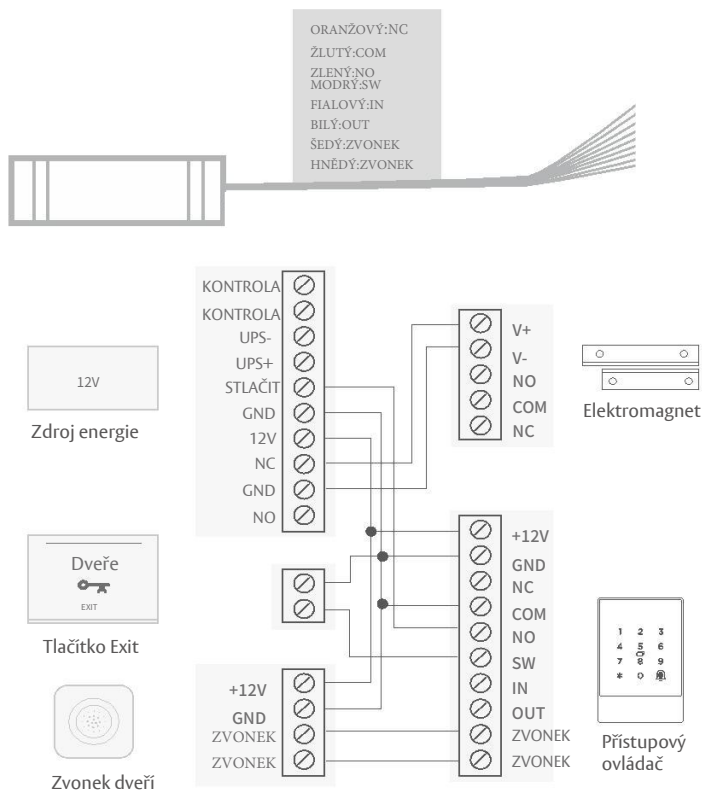 ORANŽOVÝ:NC
ŽLUTÝ:COM
ZLENÝ:NO
MODRÝ:SW
FIALOVÝ:IN
BILÝ:OUT
ŠEDÝ:ZVONEK
HNĚDÝ:ZVONEK
12V
Zdroj energie
KONTROLA
KONTROLA
UPS-
UPS+
STLAČIT
GND
12V
NC
GND
NO
V+
V-
NO
COM
NC
Elektromagnet
Dveře
EXIT
Tlačítko Exit
+12V
GND
NC
COM
NO
SW
IN
OUT
ZVONEK
ZVONEK
+12V
GND
ZVONEK
ZVONEK
Zvonek dveří
1 2 3
4 5 6
7 8 9
* 0
Přístupový
ovládač